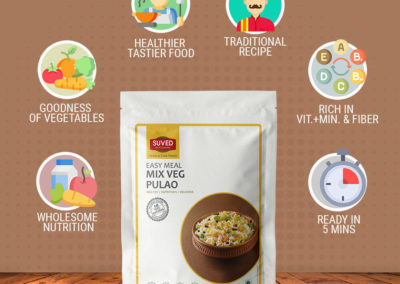 HEALTHIER
TASTIER FOOD
TRADITIONAL
RECIPE
GOODNESS
OF VEGETABLES
E
A
B
C
RICH IN
VIT.+MIN. & FIBER
WHOLESOME
NUTRITION
READY IN
5 MINS
SUVED
EASY MEAL
MIX VEG
PULAO